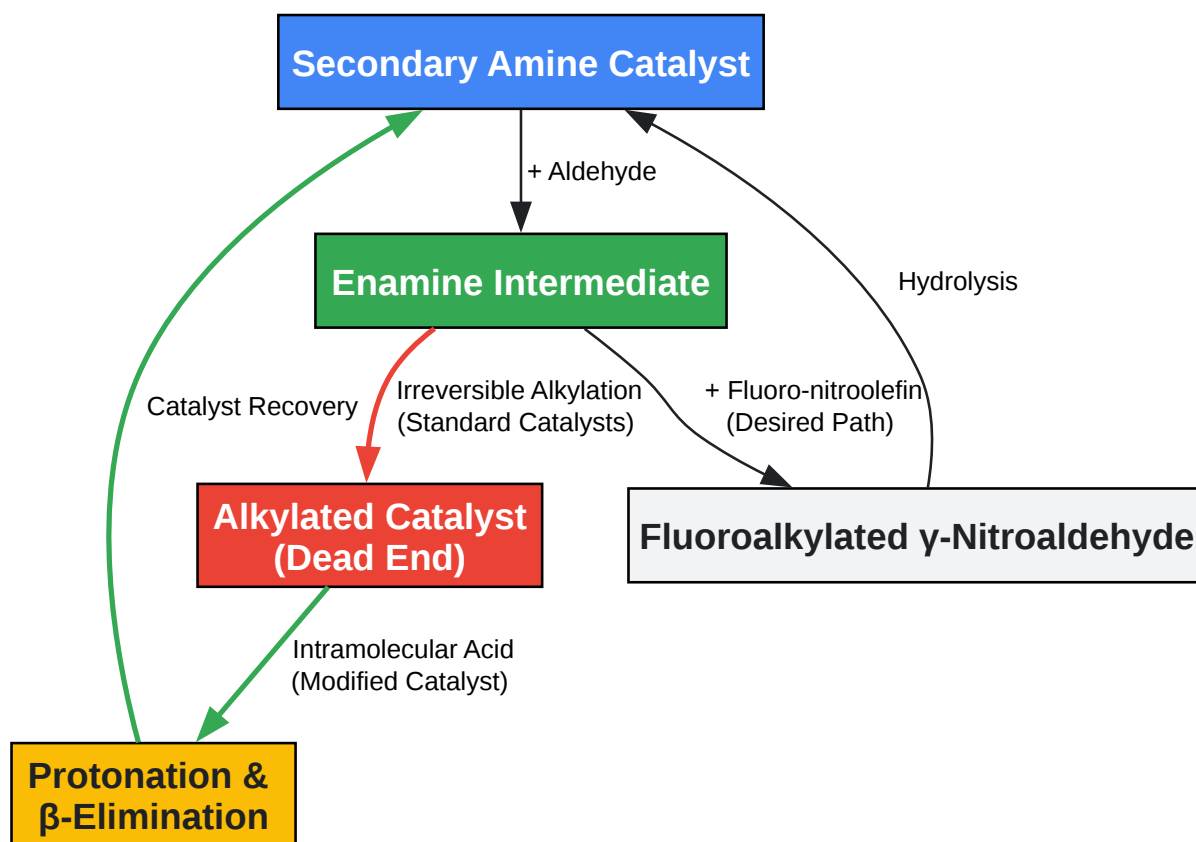 Secondary Amine Catalyst
+ Aldehyde
Enamine Intermediate
Hydrolysis
Catalyst Recovery
Irreversible Alkylation
(Standard Catalysts)
+ Fluoro-nitroolefin
(Desired Path)
Alkylated Catalyst
(Dead End)
Fluoroalkylated γ-Nitroaldehyde
Intramolecular Acid
(Modified Catalyst)
Protonation &
β-Elimination